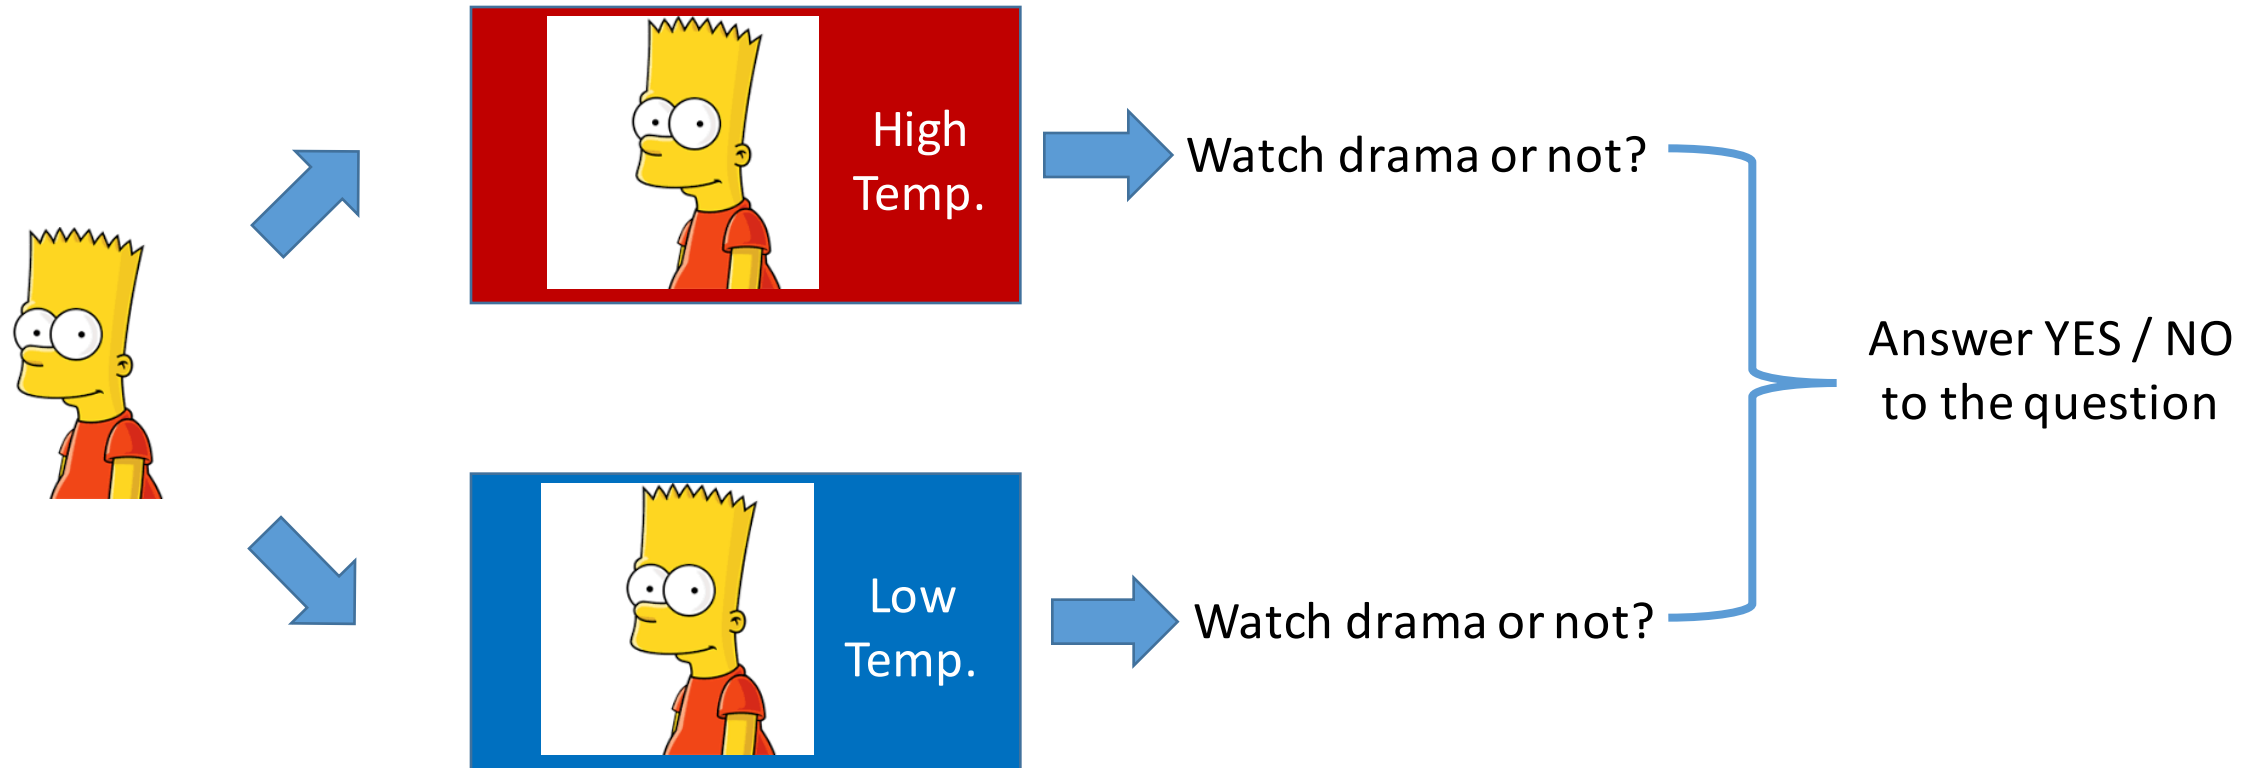 High
Temp.
Watch drama or not?
Answer YES / NO
to the question
Low
Temp.
Watch drama or not?